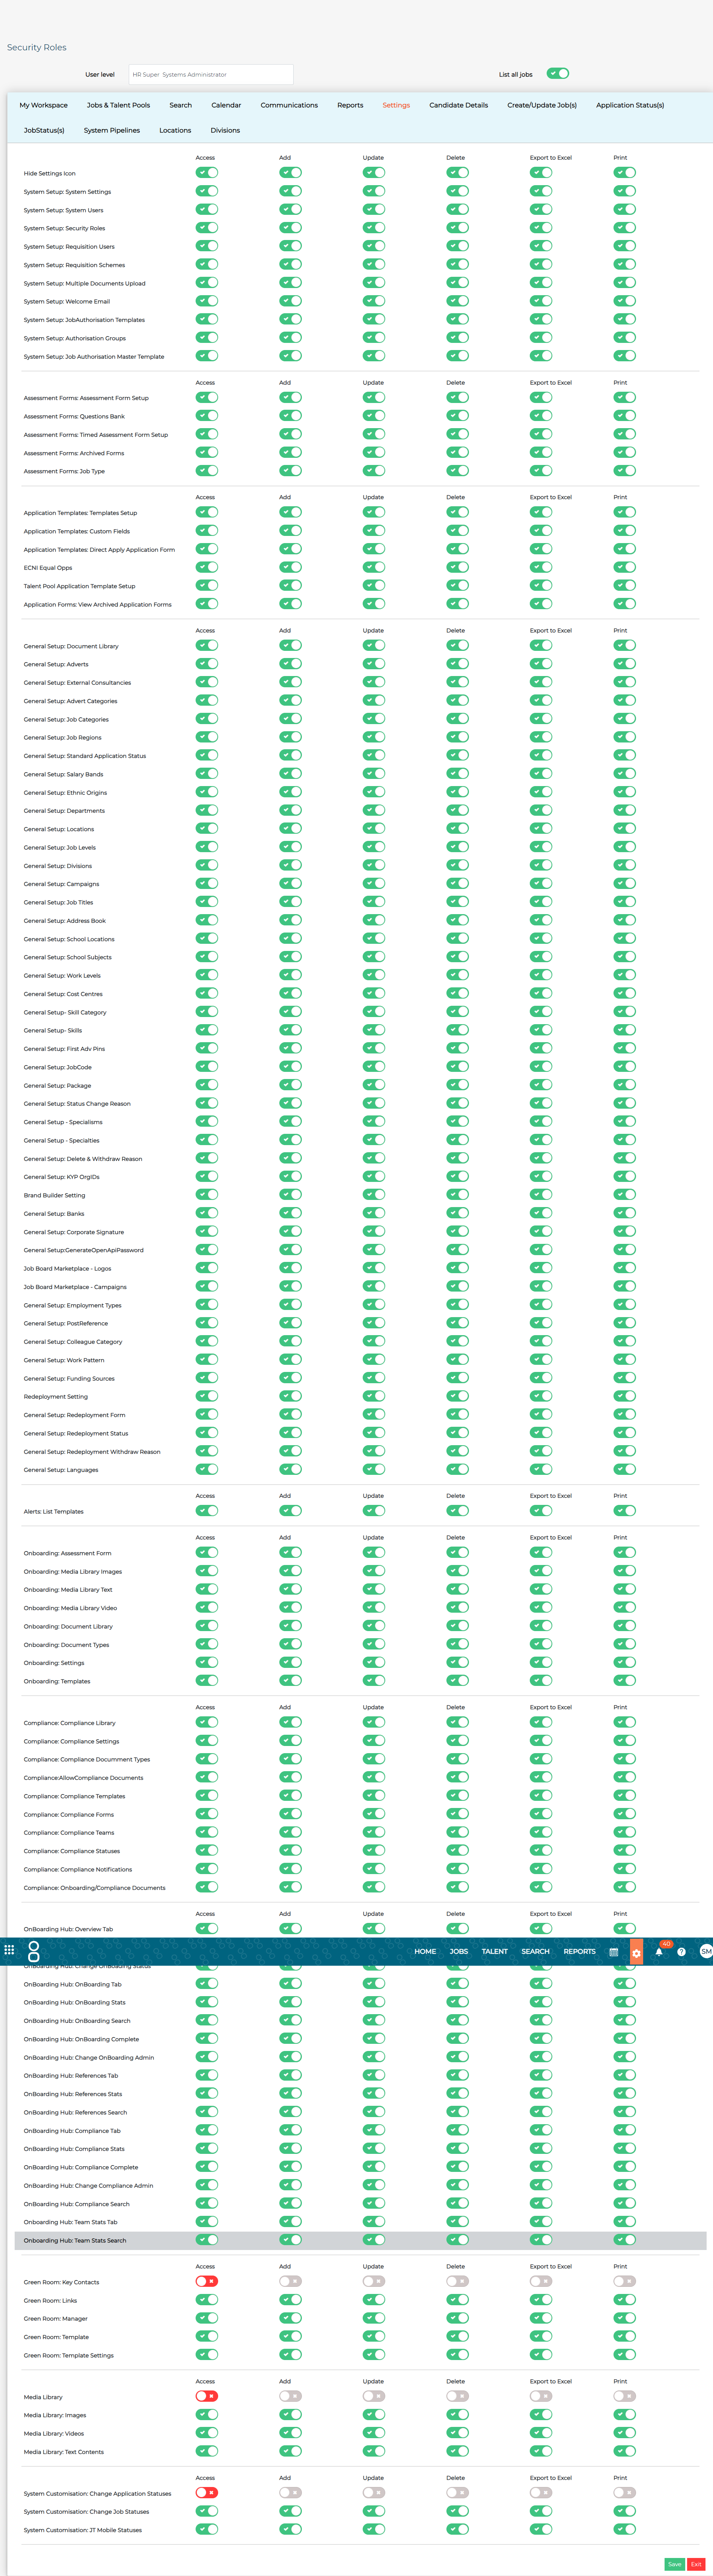 Security Roles
User level HR Super Systems Administrator List all jobs
My Workspace Jobs & Talent Pools Search Calendar Communications Reports Settings Candidate Details Create/Update Job(s) Application Status(s)
JobStatus(s) System Pipelines Locations Divisions
Access Add Update Delete Export to Excel Print
Hide Settings Icon
System Setup: System Settings
System Setup: System Users
System Setup: Security Roles
System Setup: Requisition Users
System Setup: Requisition Schemes
System Setup: Multiple Documents Upload
System Setup: Welcome Email
System Setup: JobAuthorisation Templates
System Setup: Authorisation Groups
System Setup: Job Authorisation Master Template
Access Add Update Delete Export to Excel Print
Assessment Forms: Assessment Form Setup
Assessment Forms: Questions Bank
Assessment Forms: Timed Assessment Form Setup
Assessment Forms: Archived Forms
Assessment Forms: Job Type
Access Add Update Delete Export to Excel Print
Application Templates: Templates Setup
Application Templates: Custom Fields
Application Templates: Direct Apply Application Form
ECNI Equal Opps
Talent Pool Application Template Setup
Application Forms: View Archived Application Forms
Access Add Update Delete Export to Excel Print
General Setup: Document Library
General Setup: Adverts
General Setup: External Consultancies
General Setup: Advert Categories
General Setup: Job Categories
General Setup: Job Regions
General Setup: Standard Application Status
General Setup: Salary Bands
General Setup: Ethnic Origins
General Setup: Departments
General Setup: Locations
General Setup: Job Levels
General Setup: Divisions
General Setup: Campaigns
General Setup: Job Titles
General Setup: Address Book
General Setup: School Locations
General Setup: School Subjects
General Setup: Work Levels
General Setup: Cost Centres
General Setup- Skill Category
General Setup- Skills
General Setup: First Adv Pins
General Setup: JobCode
General Setup: Package
General Setup: Status Change Reason
General Setup - Specialisms
General Setup - Specialties
General Setup: Delete & Withdraw Reason
General Setup: KYP OrgIDs
Brand Builder Setting
General Setup: Banks
General Setup: Corporate Signature
General Setup:GenerateOpenApiPassword
Job Board Marketplace - Logos
Job Board Marketplace - Campaigns
General Setup: Employment Types
General Setup: PostReference
General Setup: Colleague Category
General Setup: Work Pattern
General Setup: Funding Sources
Redeployment Setting
General Setup: Redeployment Form
General Setup: Redeployment Status
General Setup: Redeployment Withdraw Reason
General Setup: Languages
Access Add Update Delete Export to Excel Print
Alerts: List Templates
Access Add Update Delete Export to Excel Print
Onboarding: Assessment Form
Onboarding: Media Library Images
Onboarding: Media Library Text
Onboarding: Media Library Video
Onboarding: Document Library
Onboarding: Document Types
Onboarding: Settings
Onboarding: Templates
Access Add Update Delete Export to Excel Print
Compliance: Compliance Library
Compliance: Compliance Settings
Compliance: Compliance Docummment Types
Compliance:AllowCompliance Documents
Compliance: Compliance Templates
Compliance: Compliance Forms
Compliance: Compliance Teams
Compliance: Compliance Statuses
Compliance: Compliance Notifications
Compliance: Onboarding/Compliance Documents
Access Add Update Delete Export to Excel Print
OnBoarding Hub: Overview Tab
HOME JOBS TALENT SEARCH REPORTS 40 SM
OnBoarding Hub: Change OnBoading Status
OnBoarding Hub: OnBoarding Tab
OnBoarding Hub: OnBoarding Stats
OnBoarding Hub: OnBoarding Search
OnBoarding Hub: OnBoarding Complete
OnBoarding Hub: Change OnBoarding Admin
OnBoarding Hub: References Tab
OnBoarding Hub: References Stats
OnBoarding Hub: References Search
OnBoarding Hub: Compliance Tab
OnBoarding Hub: Compliance Stats
OnBoarding Hub: Compliance Complete
OnBoarding Hub: Change Compliance Admin
OnBoarding Hub: Compliance Search
Onboarding Hub: Team Stats Tab
Onboarding Hub: Team Stats Search
Access Add Update Delete Export to Excel Print
Green Room: Key Contacts
Green Room: Links
Green Room: Manager
Green Room: Template
Green Room: Template Settings
Access Add Update Delete Export to Excel Print
Media Library
Media Library: Images
Media Library: Videos
Media Library: Text Contents
Access Add Update Delete Export to Excel Print
System Customisation: Change Application Statuses
System Customisation: Change Job Statuses
System Customisation: JT Mobile Statuses
Save Exit